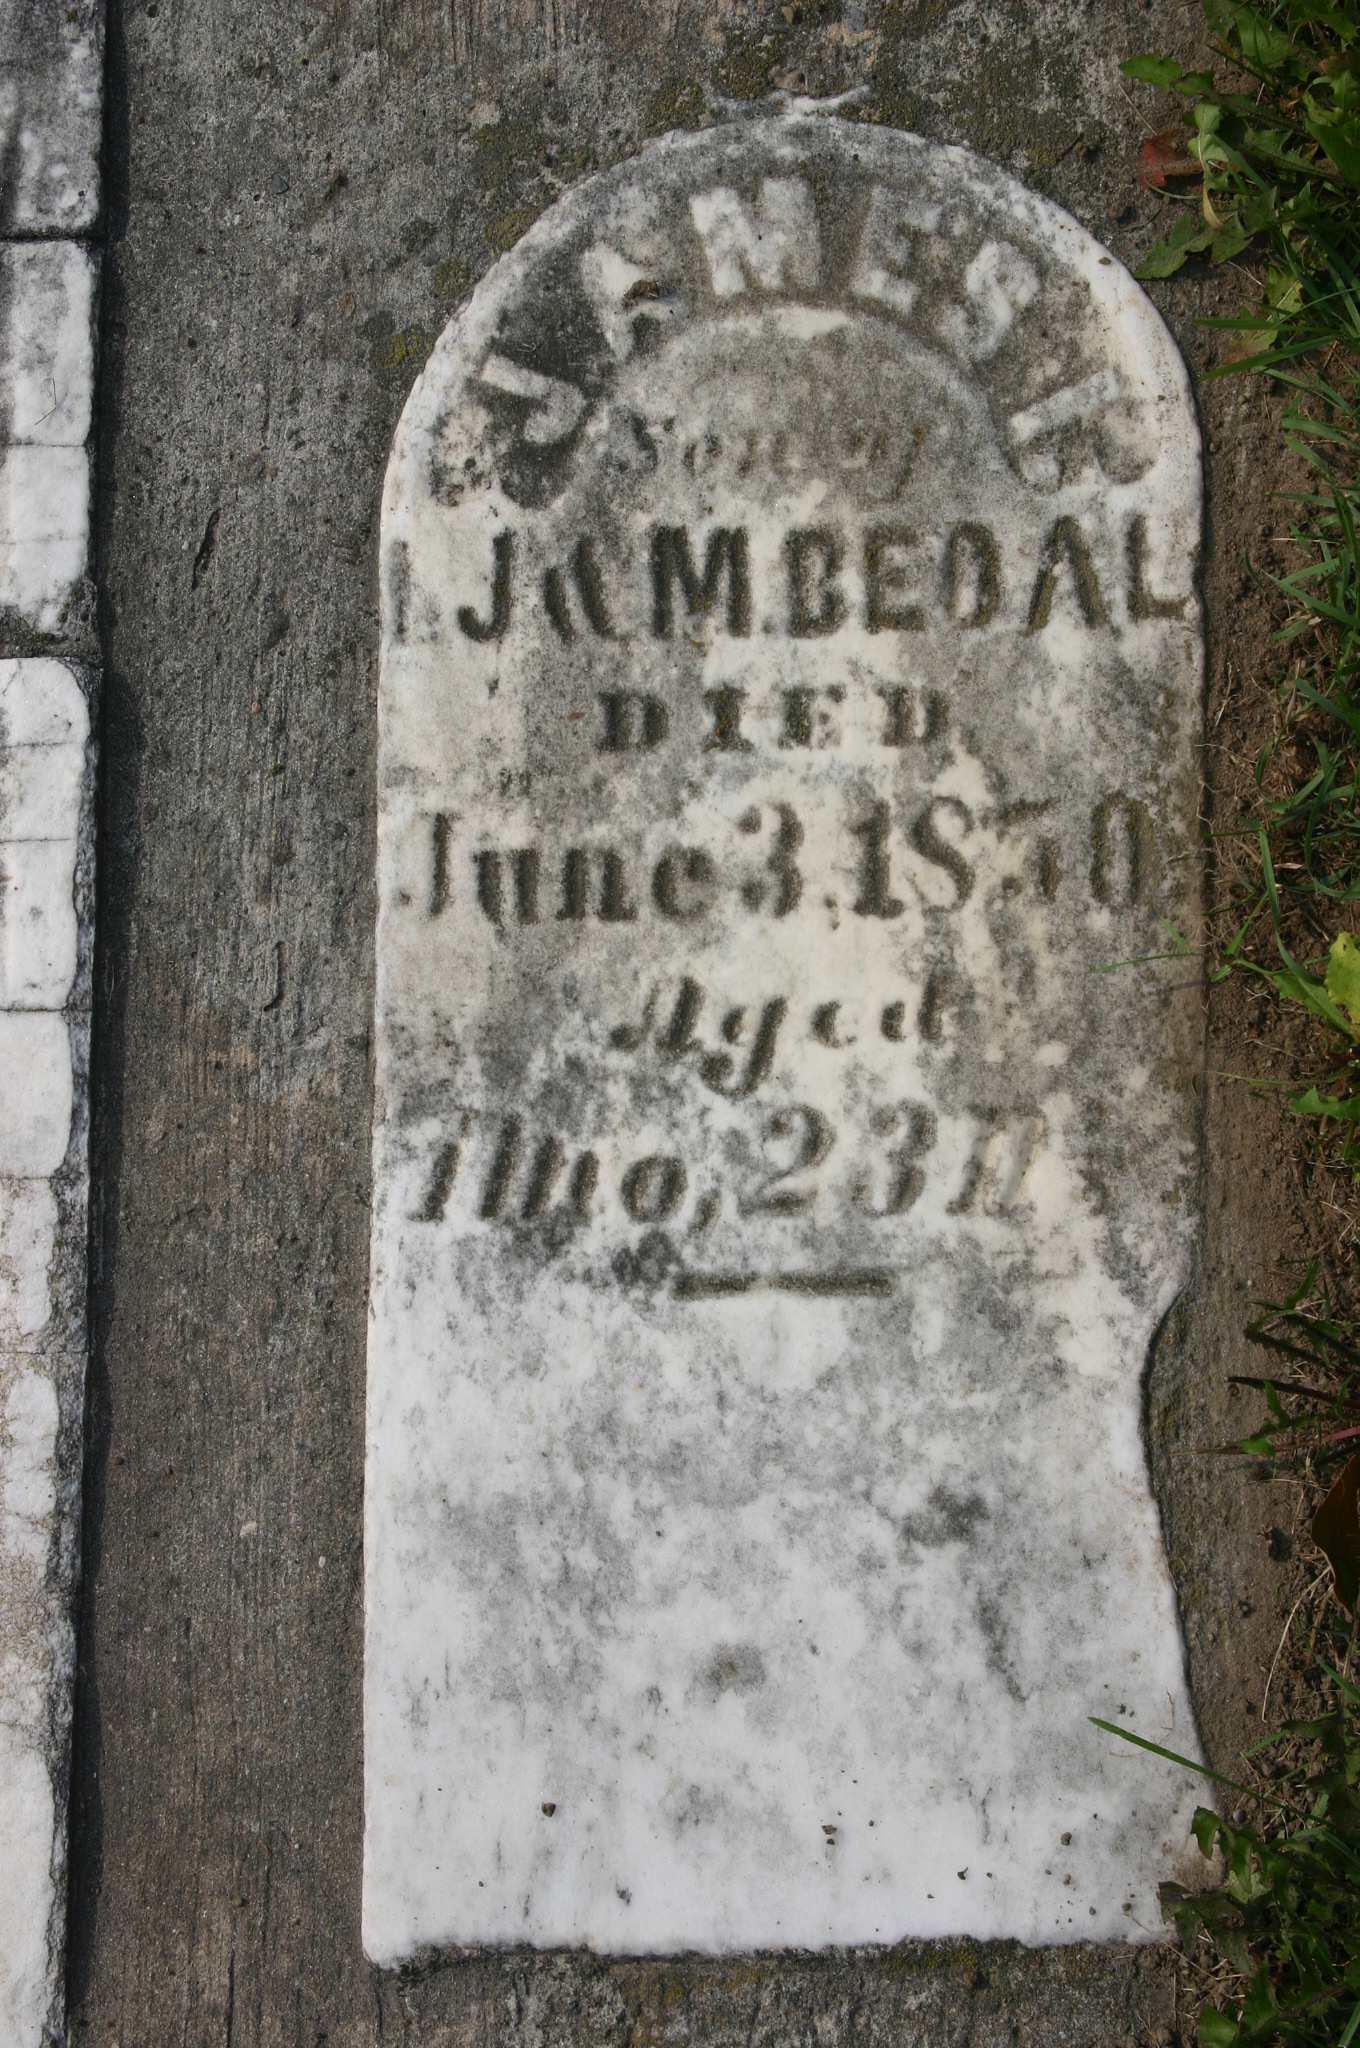 JAMES H.
Son of
I. J. & M. BEDAL
DIED
June 3, 1850
Aged
1 mo, 23 D